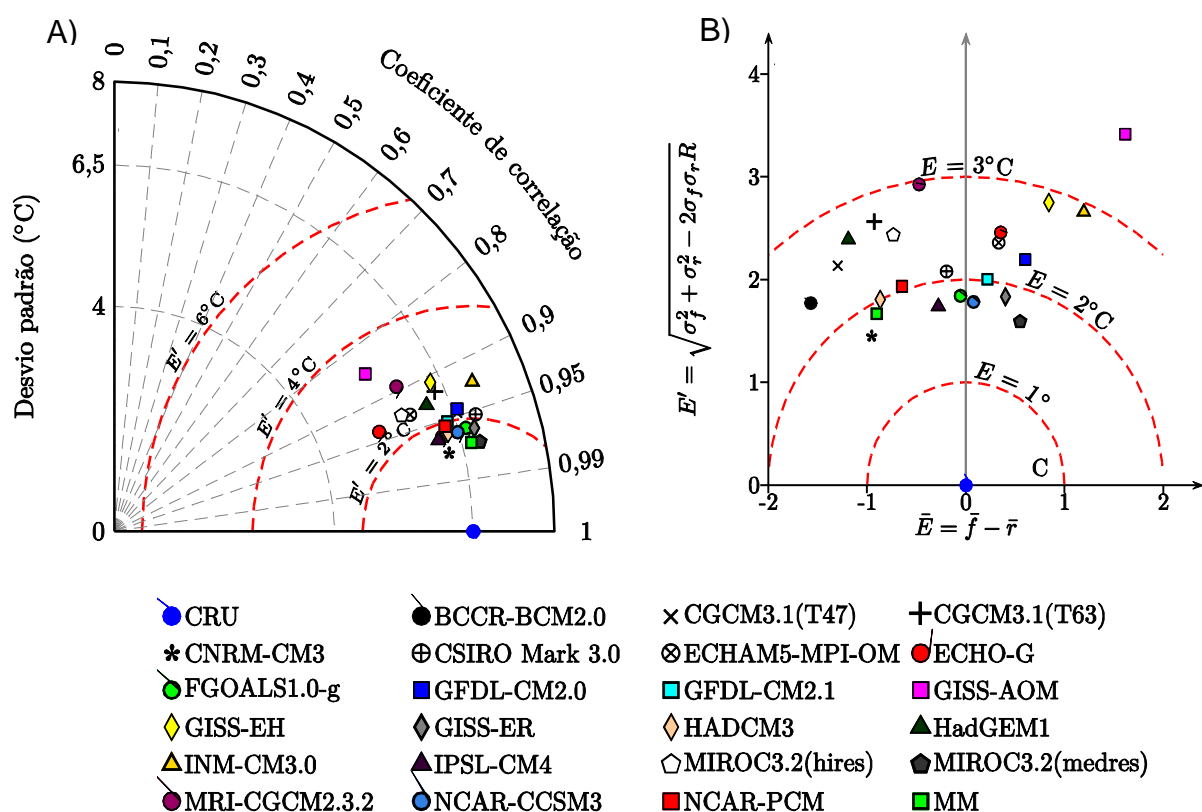 A)
0
0,1
0,2
0,3
0,4
0,5
0,6
0,7
0,8
0,9
0,95
0,99
1
Coeficiente de correlação
Desvio padrão (°C)
8
6,5
4
0
E′ = 6°C
E′ = 4°C
E′ = 2°C
B)
E′ = √σ_f² + σ_r² − 2σ_fσ_rR
4
3
2
1
0
E = 3°C
E = 2°C
E = 1°
C
-2
-1
0
1
2
Ē = f̄ − r̄
CRU
BCCR-BCM2.0
CGCM3.1(T47)
CGCM3.1(T63)
CNRM-CM3
CSIRO Mark 3.0
ECHAM5-MPI-OM
ECHO-G
FGOALS1.0-g
GFDL-CM2.0
GFDL-CM2.1
GISS-AOM
GISS-EH
GISS-ER
HADCM3
HadGEM1
INM-CM3.0
IPSL-CM4
MIROC3.2(hires)
MIROC3.2(medres)
MRI-CGCM2.3.2
NCAR-CCSM3
NCAR-PCM
MM